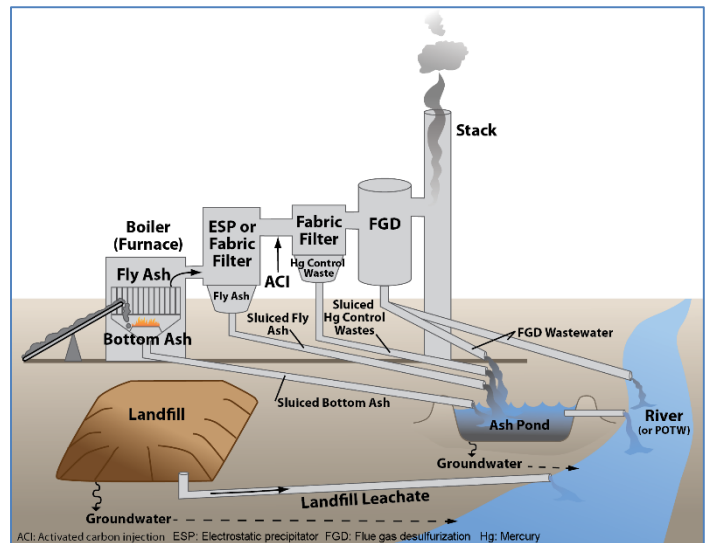 Stack
Boiler
(Furnace)
ESP or
Fabric
Filter
Fabric
Filter
FGD
Fly Ash
Hg Control
Waste
ACI
Fly Ash
Sluiced Fly
Ash
Sluiced
Hg Control
Wastes
FGD Wastewater
Bottom Ash
Sluiced Bottom Ash
Landfill
Ash Pond
River
(or POTW)
Groundwater
Landfill Leachate
Groundwater
ACI: Activated carbon injection ESP: Electrostatic precipitator FGD: Flue gas desulfurization Hg: Mercury